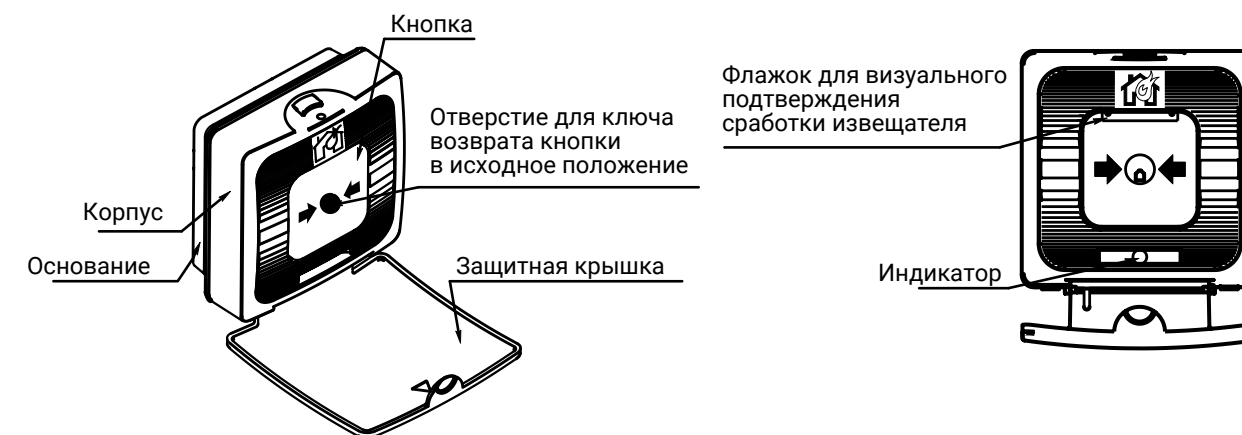 Кнопка
Отверстие для ключа
возврата кнопки
в исходное положение
Корпус
Основание
Защитная крышка
Флажок для визуального
подтверждения
сработки извещателя
Индикатор